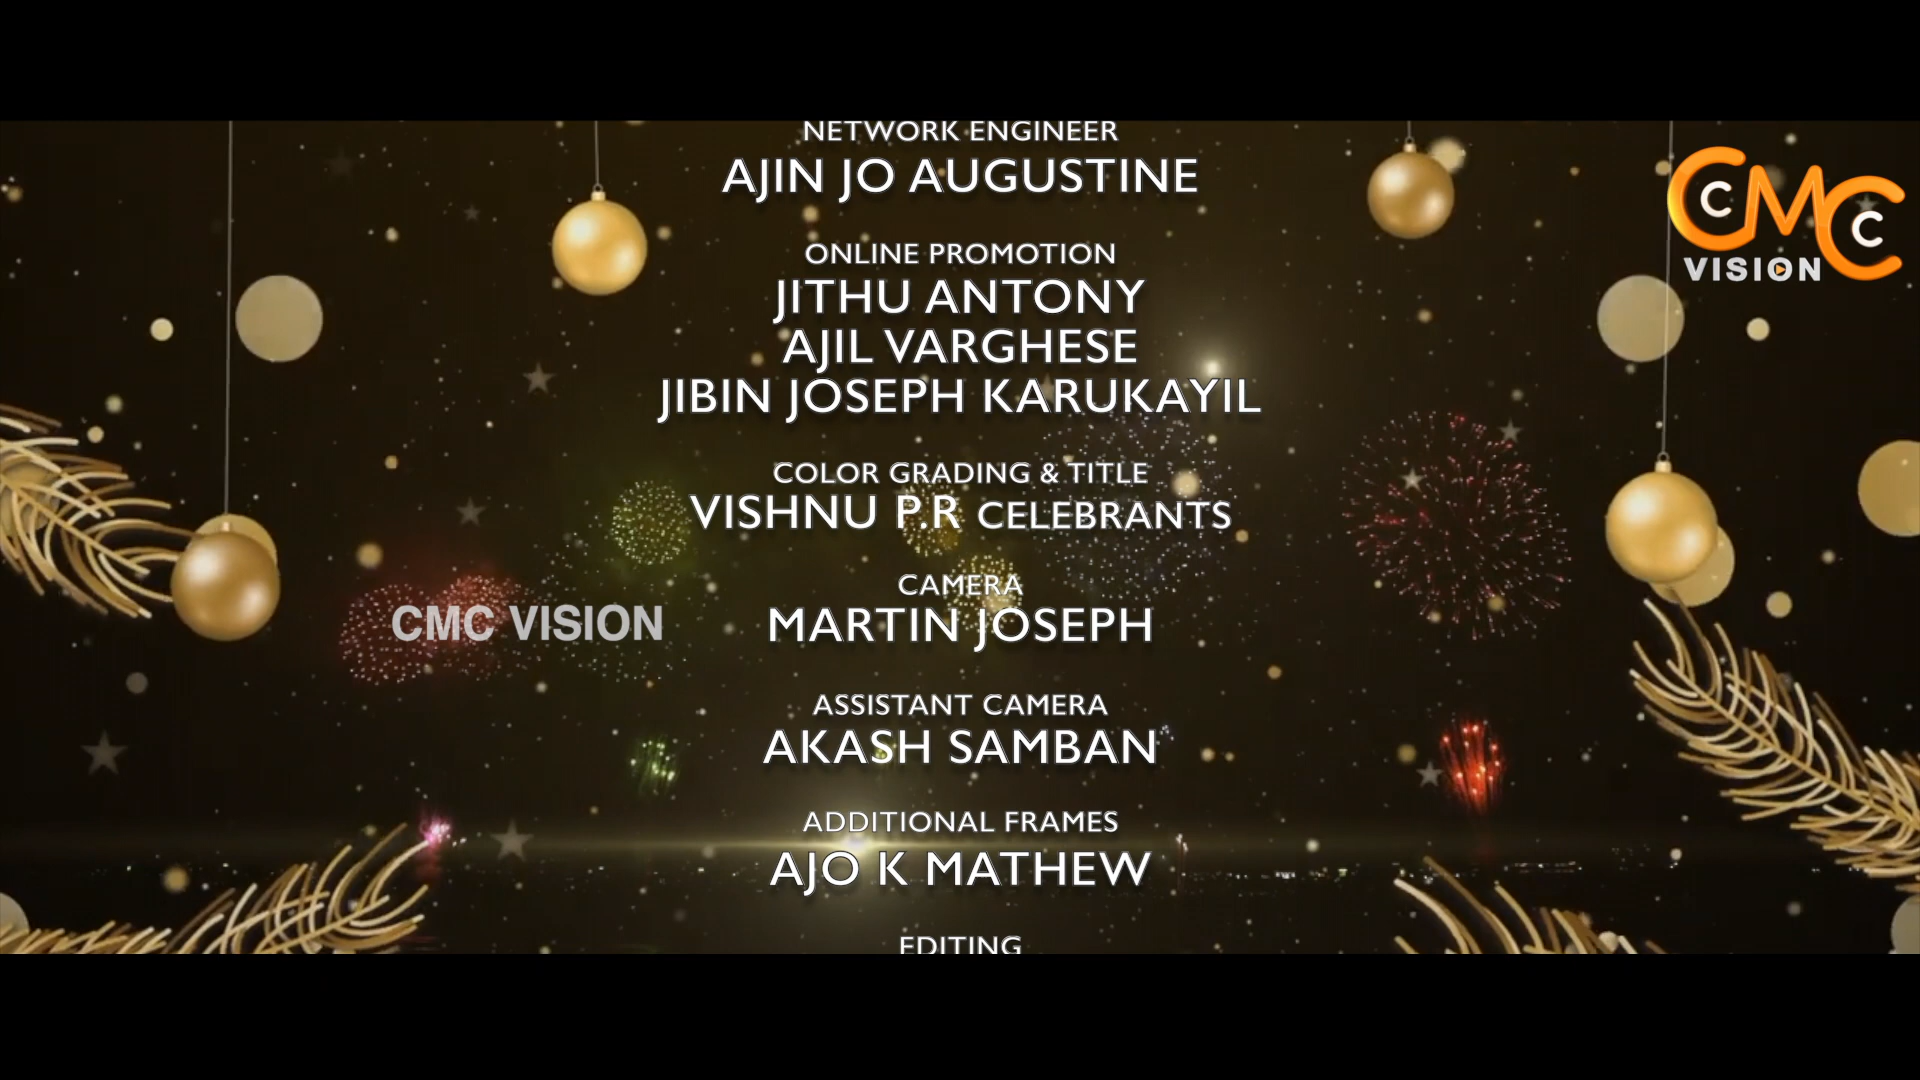 NETWORK ENGINEER
AJIN JO AUGUSTINE
ONLINE PROMOTION
JITHU ANTONY
AJIL VARGHESE
JIBIN JOSEPH KARUKAYIL
COLOR GRADING & TITLE
VISHNU P.R CELEBRANTS
CAMERA
MARTIN JOSEPH
ASSISTANT CAMERA
AKASH SAMBAN
ADDITIONAL FRAMES
AJO K MATHEW
EDITING
CMC VISION
CMC
C C
VISION